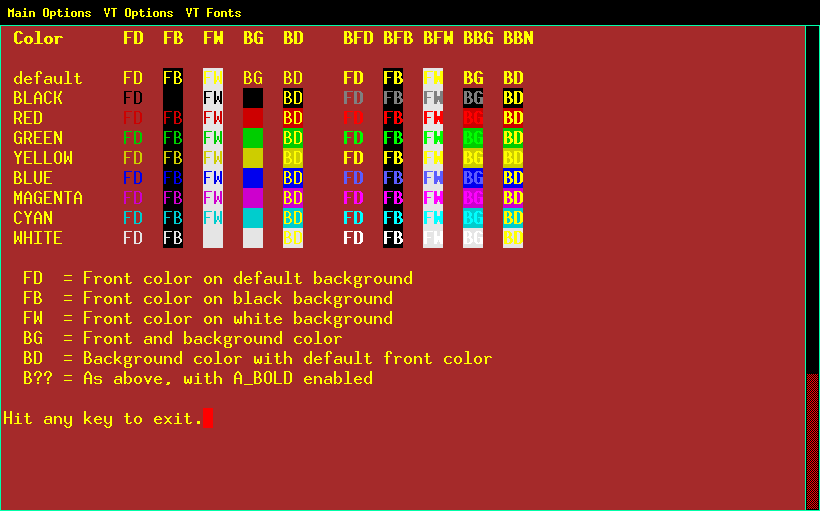 Main Options VT Options VT Fonts
Color FD FB FW BG BD BFD BFB BFW BBG BBN
default FD FB FW BG BD FD FB FW BG BD
BLACK FD FW BD FD FB FW BG BD
RED FD FB FW BD FD FB FW BG BD
GREEN FD FB FW BD FD FB FW BG BD
YELLOW FD FB FW BD FD FB FW BG BD
BLUE FD FB FW BD FD FB FW BG BD
MAGENTA FD FB FW BD FD FB FW BG BD
CYAN FD FB FW BD FD FB FW BG BD
WHITE FD FB FD FB FW BG BD
FD = Front color on default background
FB = Front color on black background
FW = Front color on white background
BG = Front and background color
BD = Background color with default front color
B?? = As above, with A_BOLD enabled
Hit any key to exit.